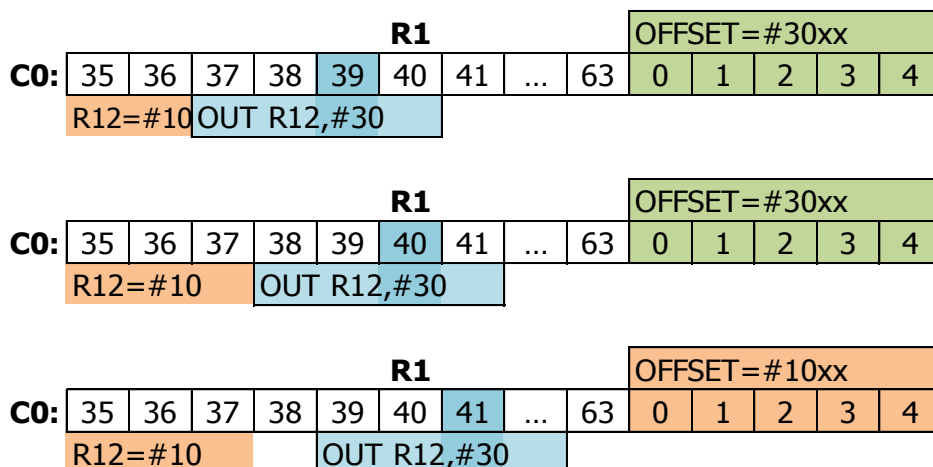 R1 OFFSET=#30xx
C0: 35 36 37 38 39 40 41 ... 63 0 1 2 3 4
R12=#10 OUT R12,#30
R1 OFFSET=#30xx
C0: 35 36 37 38 39 40 41 ... 63 0 1 2 3 4
R12=#10 OUT R12,#30
R1 OFFSET=#10xx
C0: 35 36 37 38 39 40 41 ... 63 0 1 2 3 4
R12=#10 OUT R12,#30